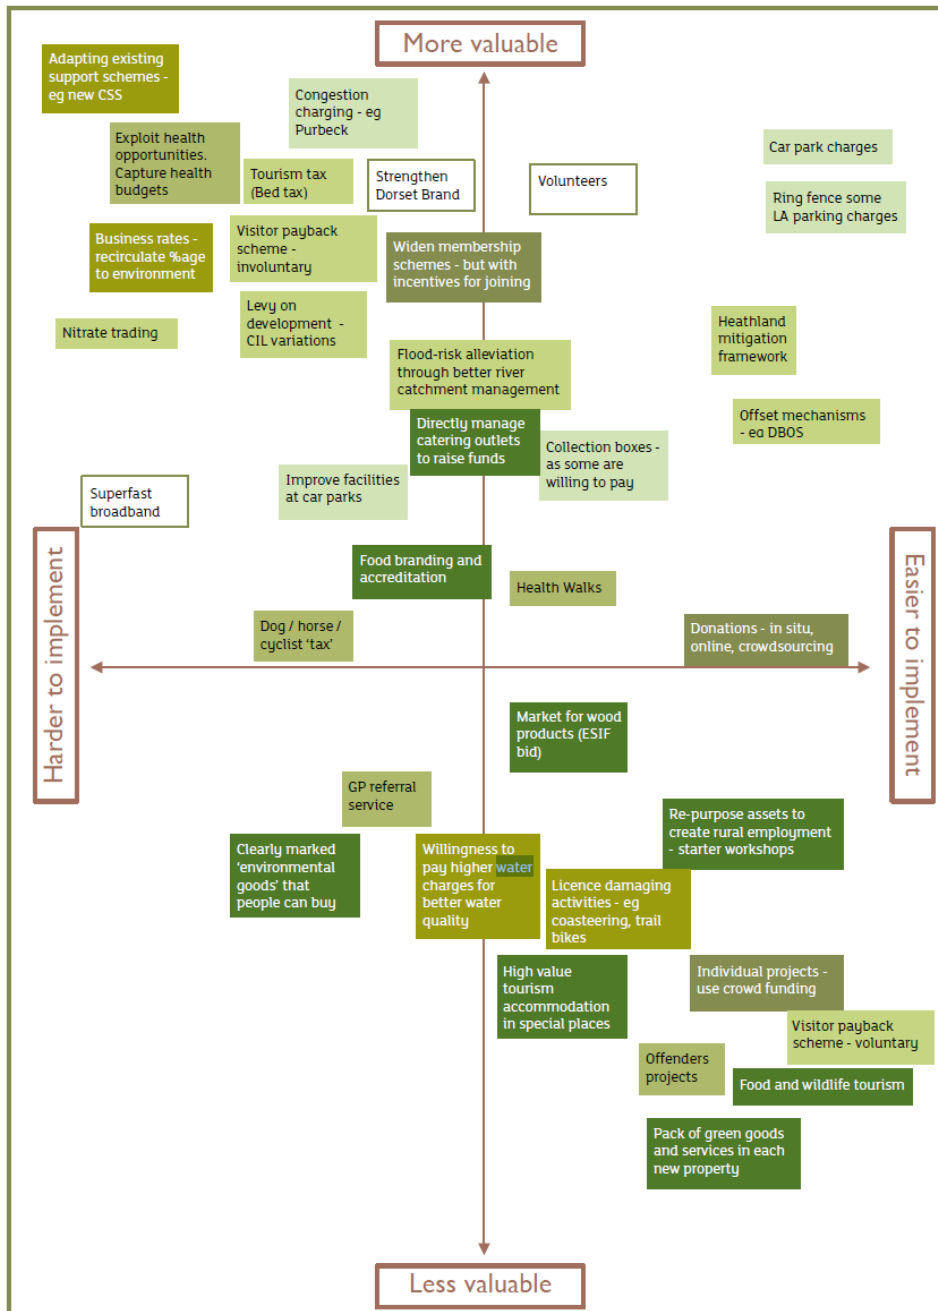 More valuable
Adapting existing
support schemes -
eg new CSS
Congestion
charging - eg
Purbeck
Exploit health
opportunities.
Capture health
budgets
Tourism tax
(Bed tax)
Strengthen
Dorset Brand
Volunteers
Car park charges
Ring fence some
LA parking charges
Business rates -
recirculate %age
to environment
Visitor payback
scheme -
involuntary
Widen membership
schemes - but with
incentives for joining
Nitrate trading
Levy on
development -
CIL variations
Heathland
mitigation
framework
Flood-risk alleviation
through better river
catchment management
Offset mechanisms
- eg DBOS
Directly manage
catering outlets
to raise funds
Collection boxes -
as some are
willing to pay
Improve facilities
at car parks
Superfast
broadband
Harder to implement
Easier to implement
Food branding and
accreditation
Health Walks
Dog / horse /
cyclist ‘tax’
Donations - in situ,
online, crowdsourcing
Market for wood
products (ESIF
bid)
GP referral
service
Re-purpose assets to
create rural employment
- starter workshops
Clearly marked
‘environmental
goods’ that
people can buy
Willingness to
pay higher water
charges for
better water
quality
Licence damaging
activities - eg
coasteering, trail
bikes
High value
tourism
accommodation
in special places
Individual projects -
use crowd funding
Visitor payback
scheme - voluntary
Offenders
projects
Food and wildlife tourism
Pack of green goods
and services in each
new property
Less valuable